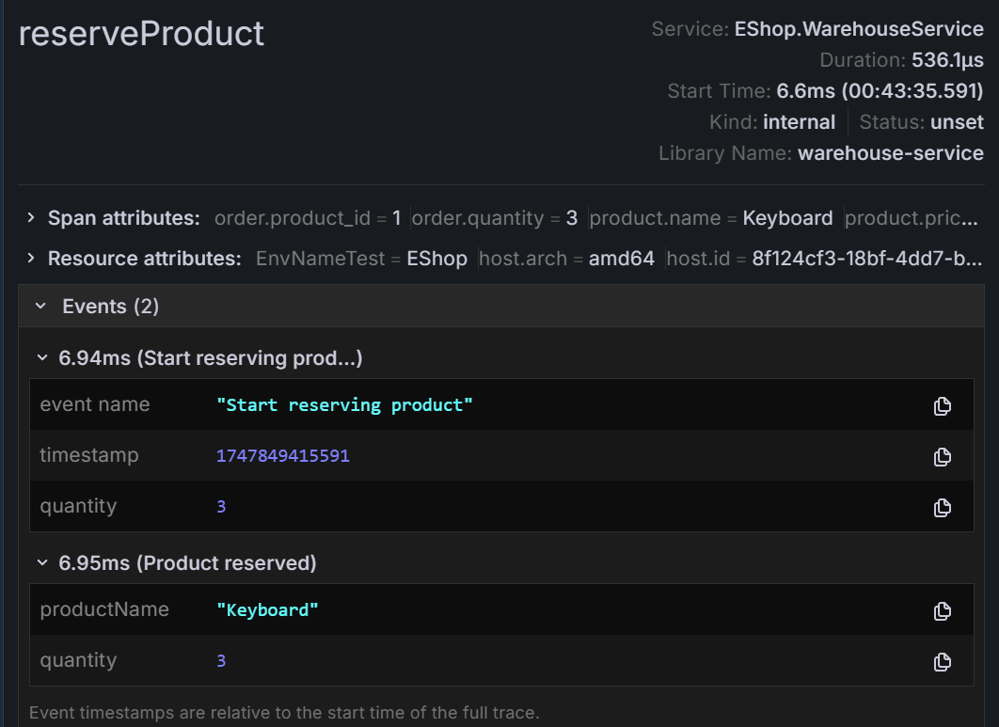 reserveProduct
Service: EShop.WarehouseService
Duration: 536.1μs
Start Time: 6.6ms (00:43:35.591)
Kind: internal Status: unset
Library Name: warehouse-service
Span attributes: order.product_id = 1 order.quantity = 3 product.name = Keyboard product.pric...
Resource attributes: EnvNameTest = EShop host.arch = amd64 host.id = 8f124cf3-18bf-4dd7-b...
Events (2)
6.94ms (Start reserving prod...)
event name "Start reserving product"
timestamp 1747849415591
quantity 3
6.95ms (Product reserved)
productName "Keyboard"
quantity 3
Event timestamps are relative to the start time of the full trace.